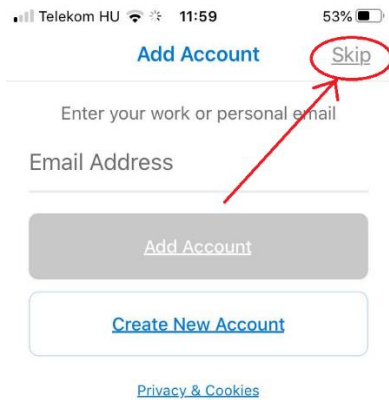 Telekom HU 11:59 53%
Add Account Skip
Enter your work or personal email
Email Address
Add Account
Create New Account
Privacy & Cookies